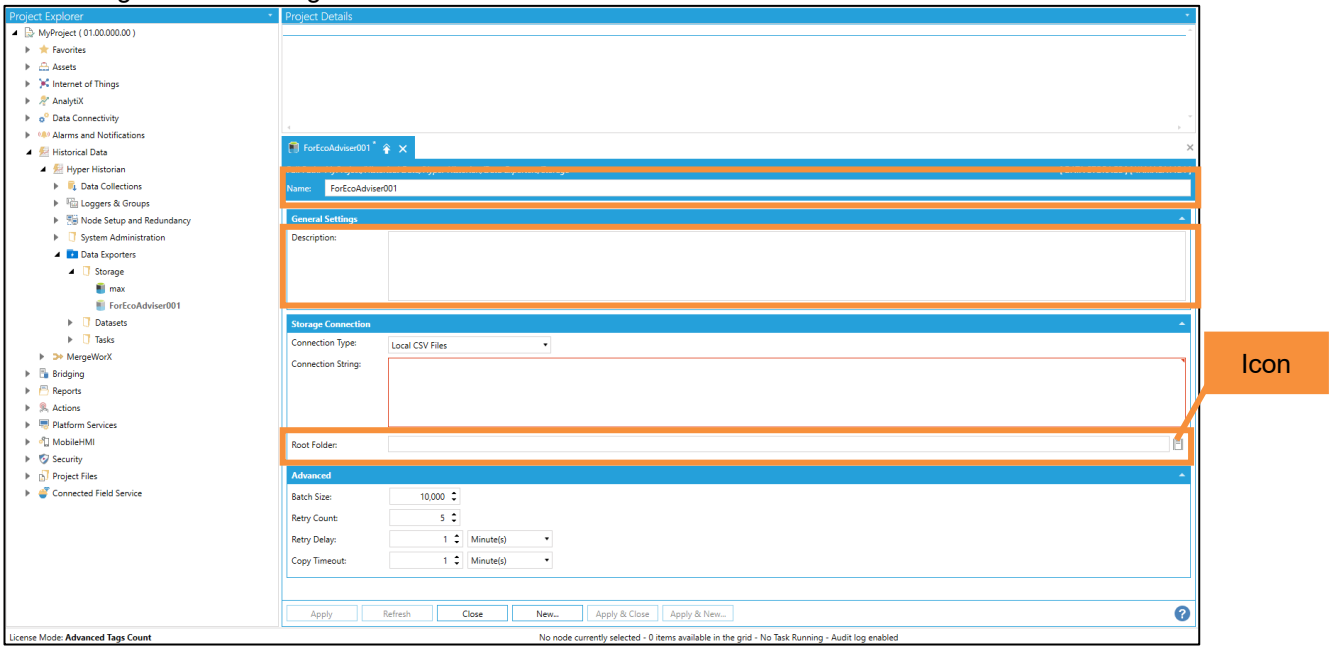 Project Explorer
Project Details
MyProject ( 01.00.000.00 )
Favorites
Assets
Internet of Things
AnalytiX
Data Connectivity
Alarms and Notifications
Historical Data
Hyper Historian
Data Collections
Loggers & Groups
Node Setup and Redundancy
System Administration
Data Exporters
Storage
max
ForEcoAdviser001
Datasets
Tasks
MergeWorX
Bridging
Reports
Actions
Platform Services
MobileHMI
Security
Project Files
Connected Field Service
ForEcoAdviser001 *
Name: ForEcoAdviser001
General Settings
Description:
Storage Connection
Connection Type: Local CSV Files
Connection String:
Root Folder:
Icon
Advanced
Batch Size: 10,000
Retry Count: 5
Retry Delay: 1 Minute(s)
Copy Timeout: 1 Minute(s)
Apply Refresh Close New... Apply & Close Apply & New... ?
License Mode: Advanced Tags Count
No node currently selected - 0 items available in the grid - No Task Running - Audit log enabled